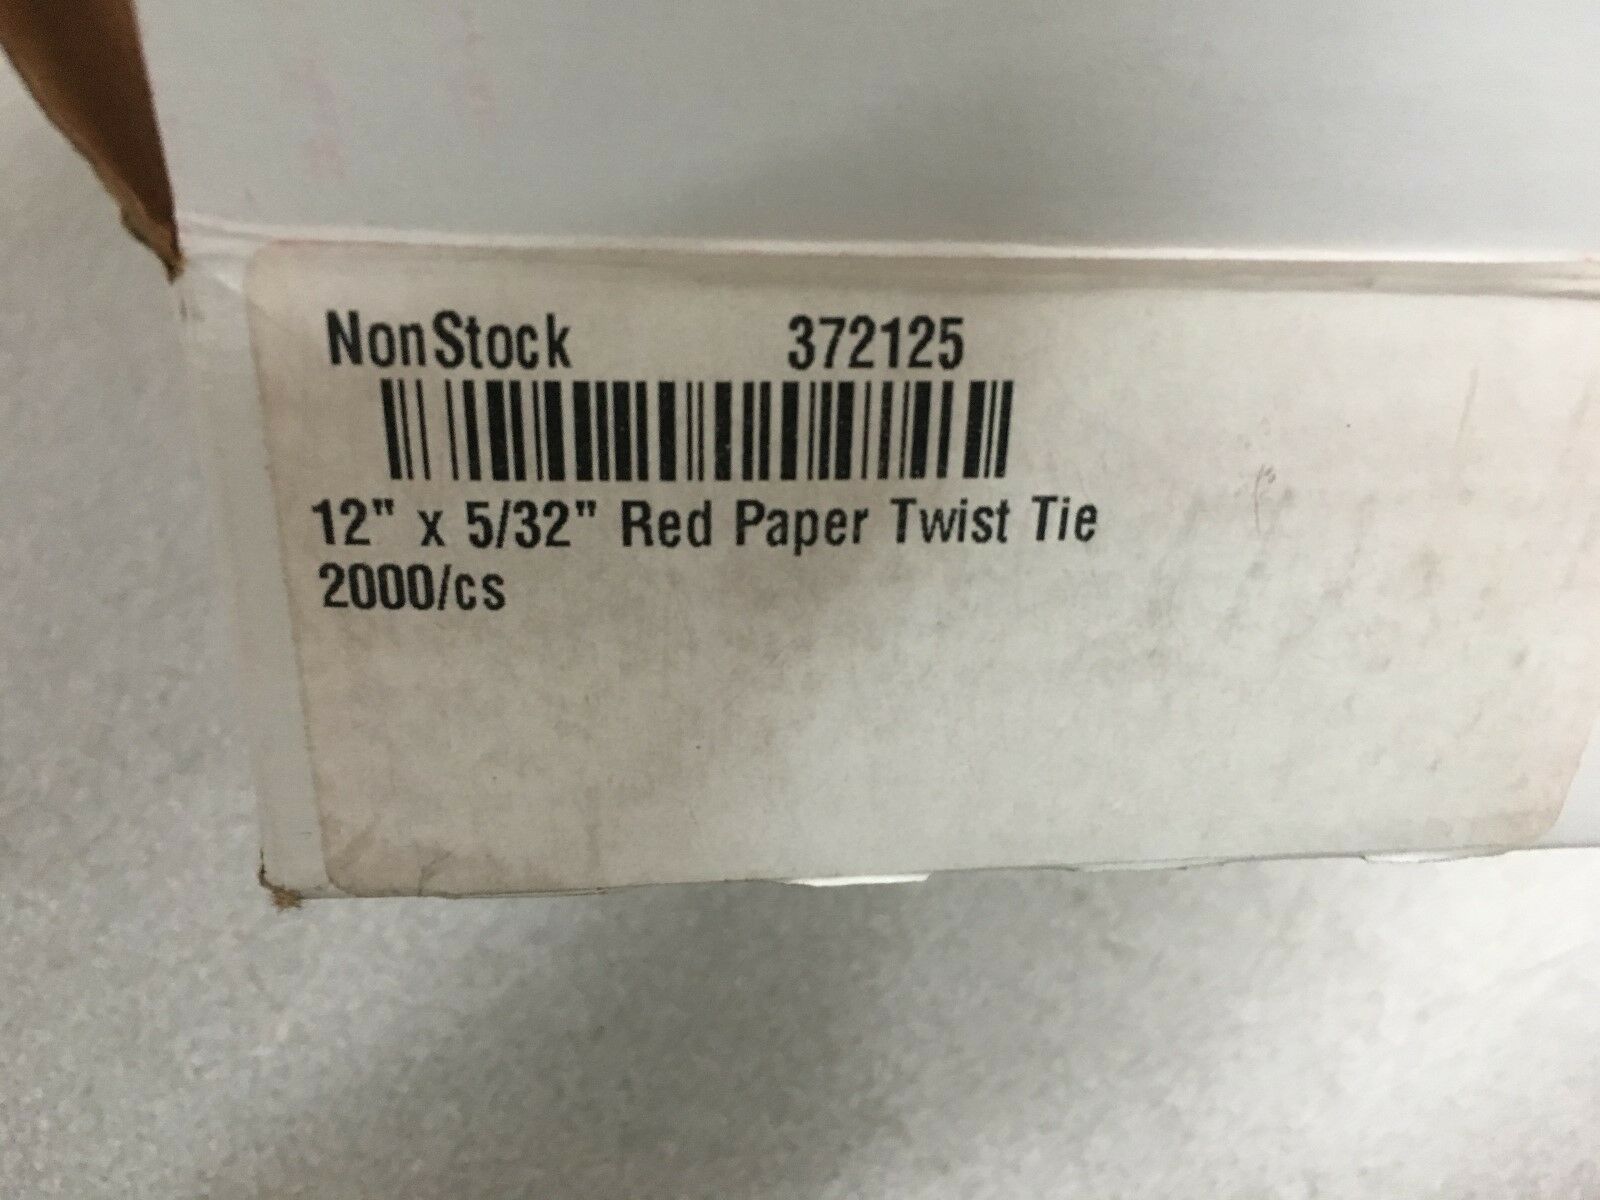 NonStock 372125
12" x 5/32" Red Paper Twist Tie
2000/cs